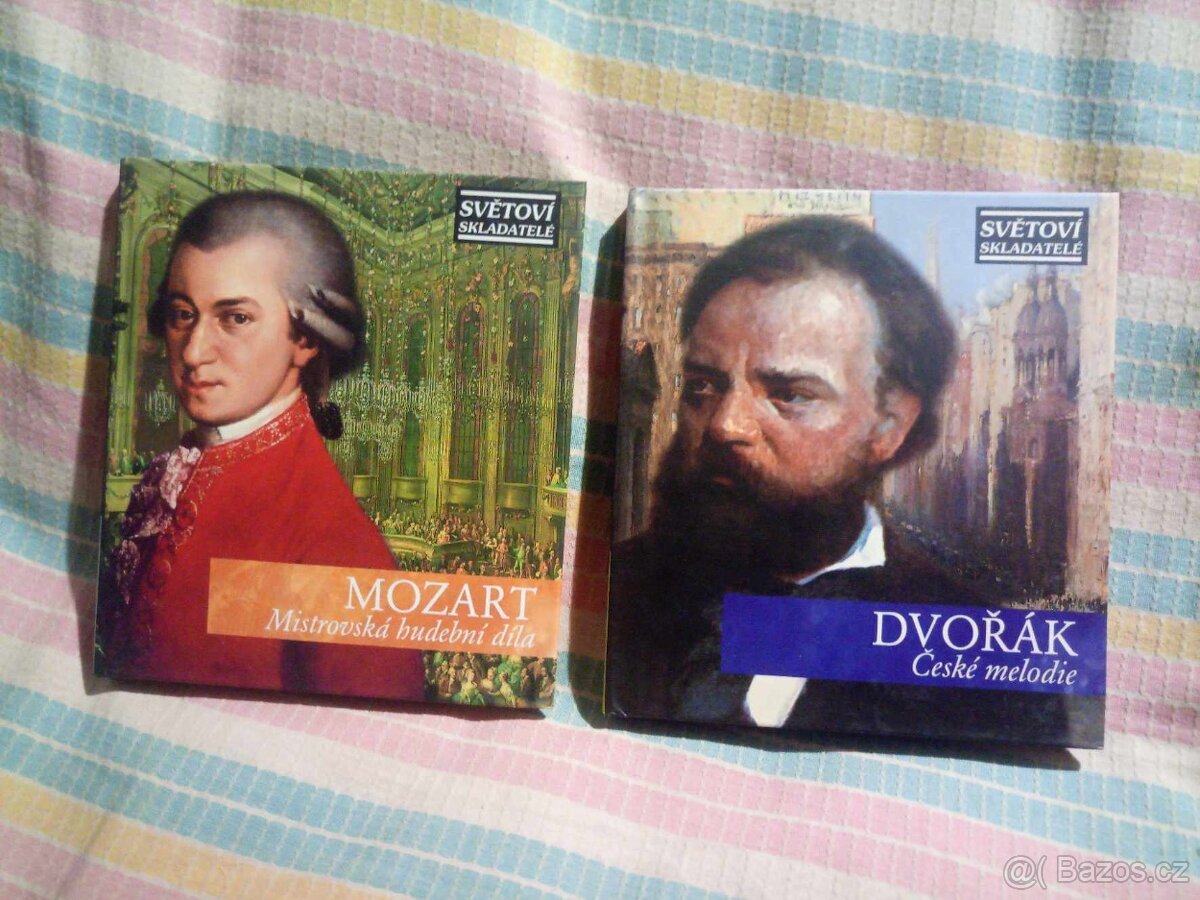 SVĚTOVÍ
SKLADATELÉ
MOZART
Mistrovská hudební díla
SVĚTOVÍ
SKLADATELÉ
DVOŘÁK
České melodie
Bazos.cz